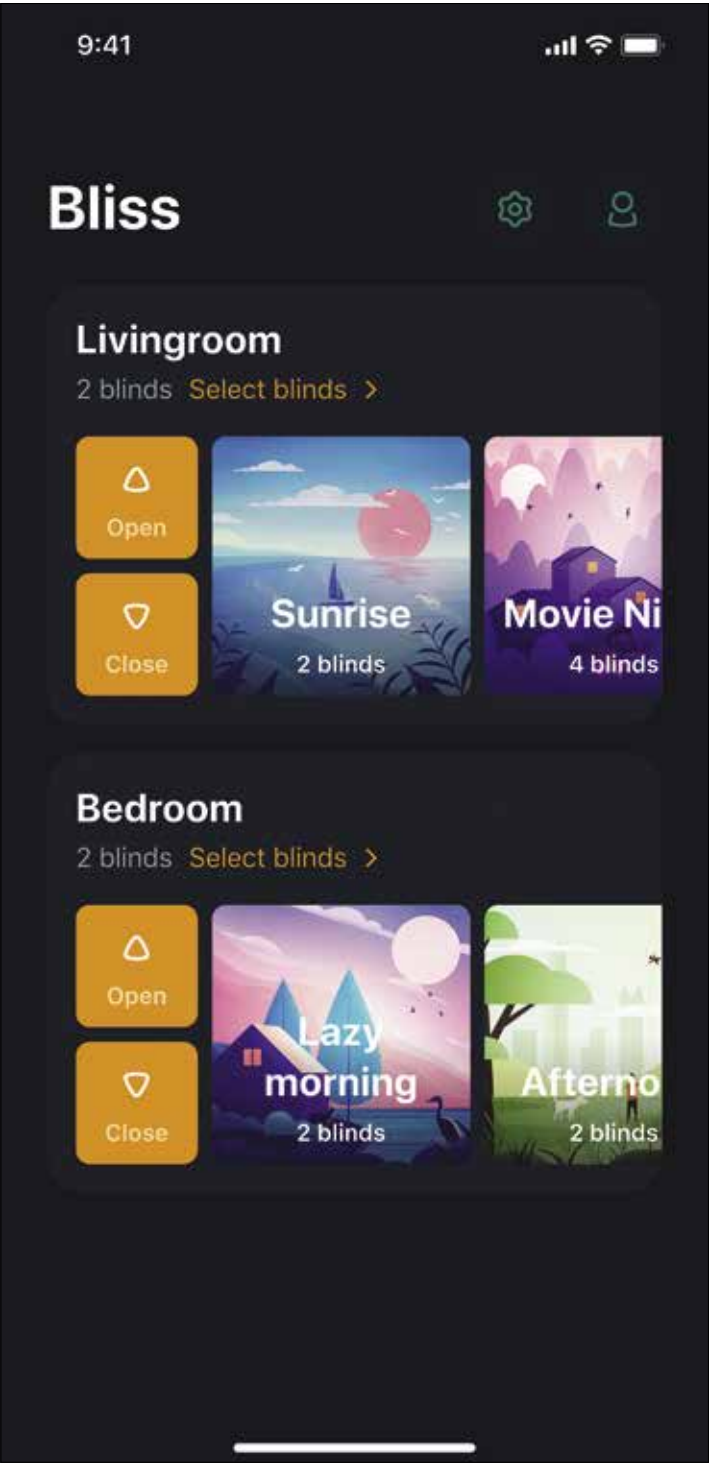 9:41
Bliss
Livingroom
2 blinds Select blinds >
Open
Close
Sunrise
2 blinds
Movie Ni
4 blinds
Bedroom
2 blinds Select blinds >
Open
Close
Lazy
morning
2 blinds
Afterno
2 blinds